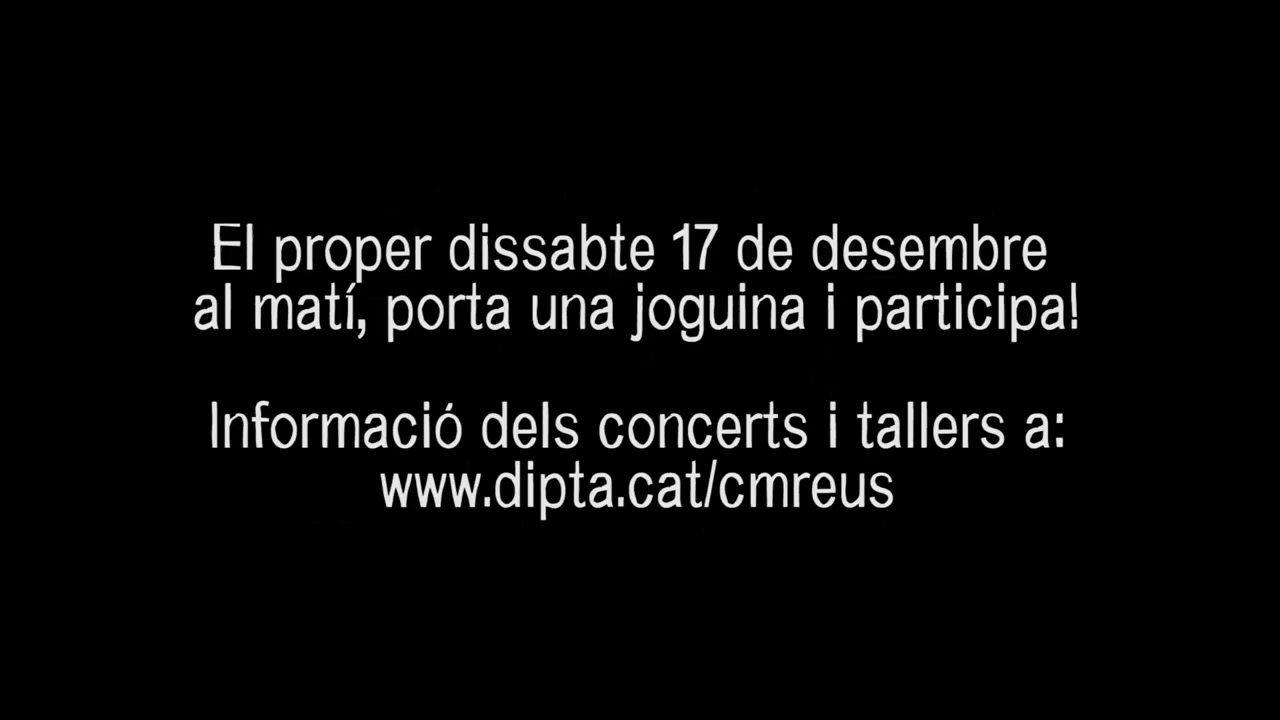 El proper dissabte 17 de desembre
al matí, porta una joguina i participa!
Informació dels concerts i tallers a:
www.dipta.cat/cmreus